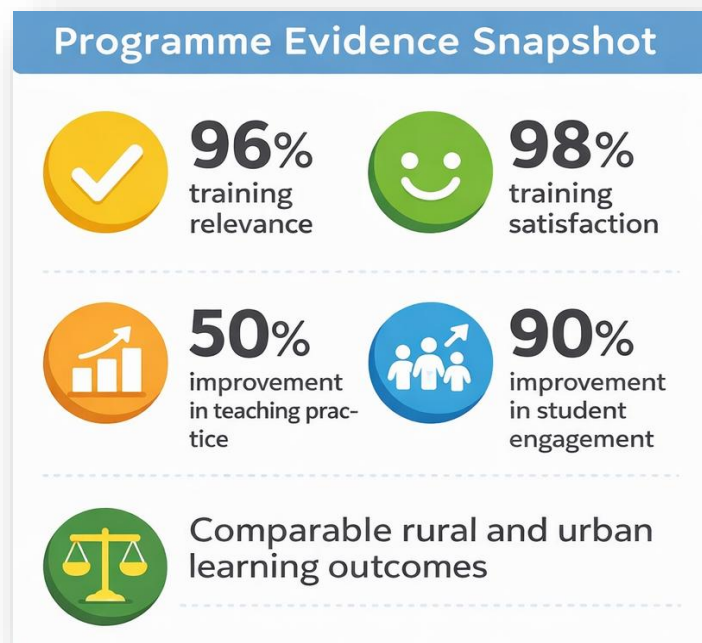 Programme Evidence Snapshot
96%
training
relevance
98%
training
satisfaction
50%
improvement
in teaching prac-
tice
90%
improvement
in student
engagement
Comparable rural and urban
learning outcomes